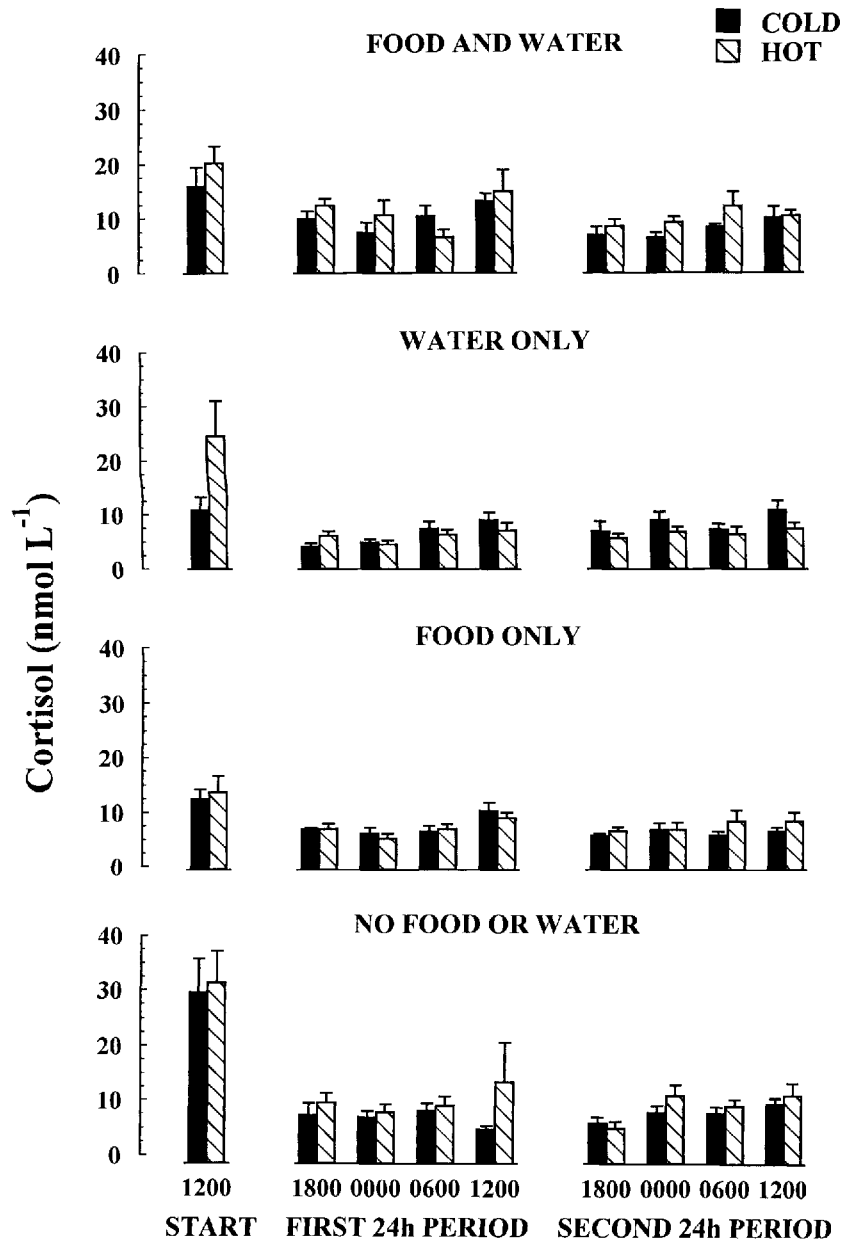 COLD
HOT
FOOD AND WATER
40
30
20
10
0
WATER ONLY
40
30
20
10
0
FOOD ONLY
40
30
20
10
0
NO FOOD OR WATER
40
30
20
10
0
Cortisol (nmol L⁻¹)
1200 1800 0000 0600 1200 1800 0000 0600 1200
START FIRST 24h PERIOD SECOND 24h PERIOD